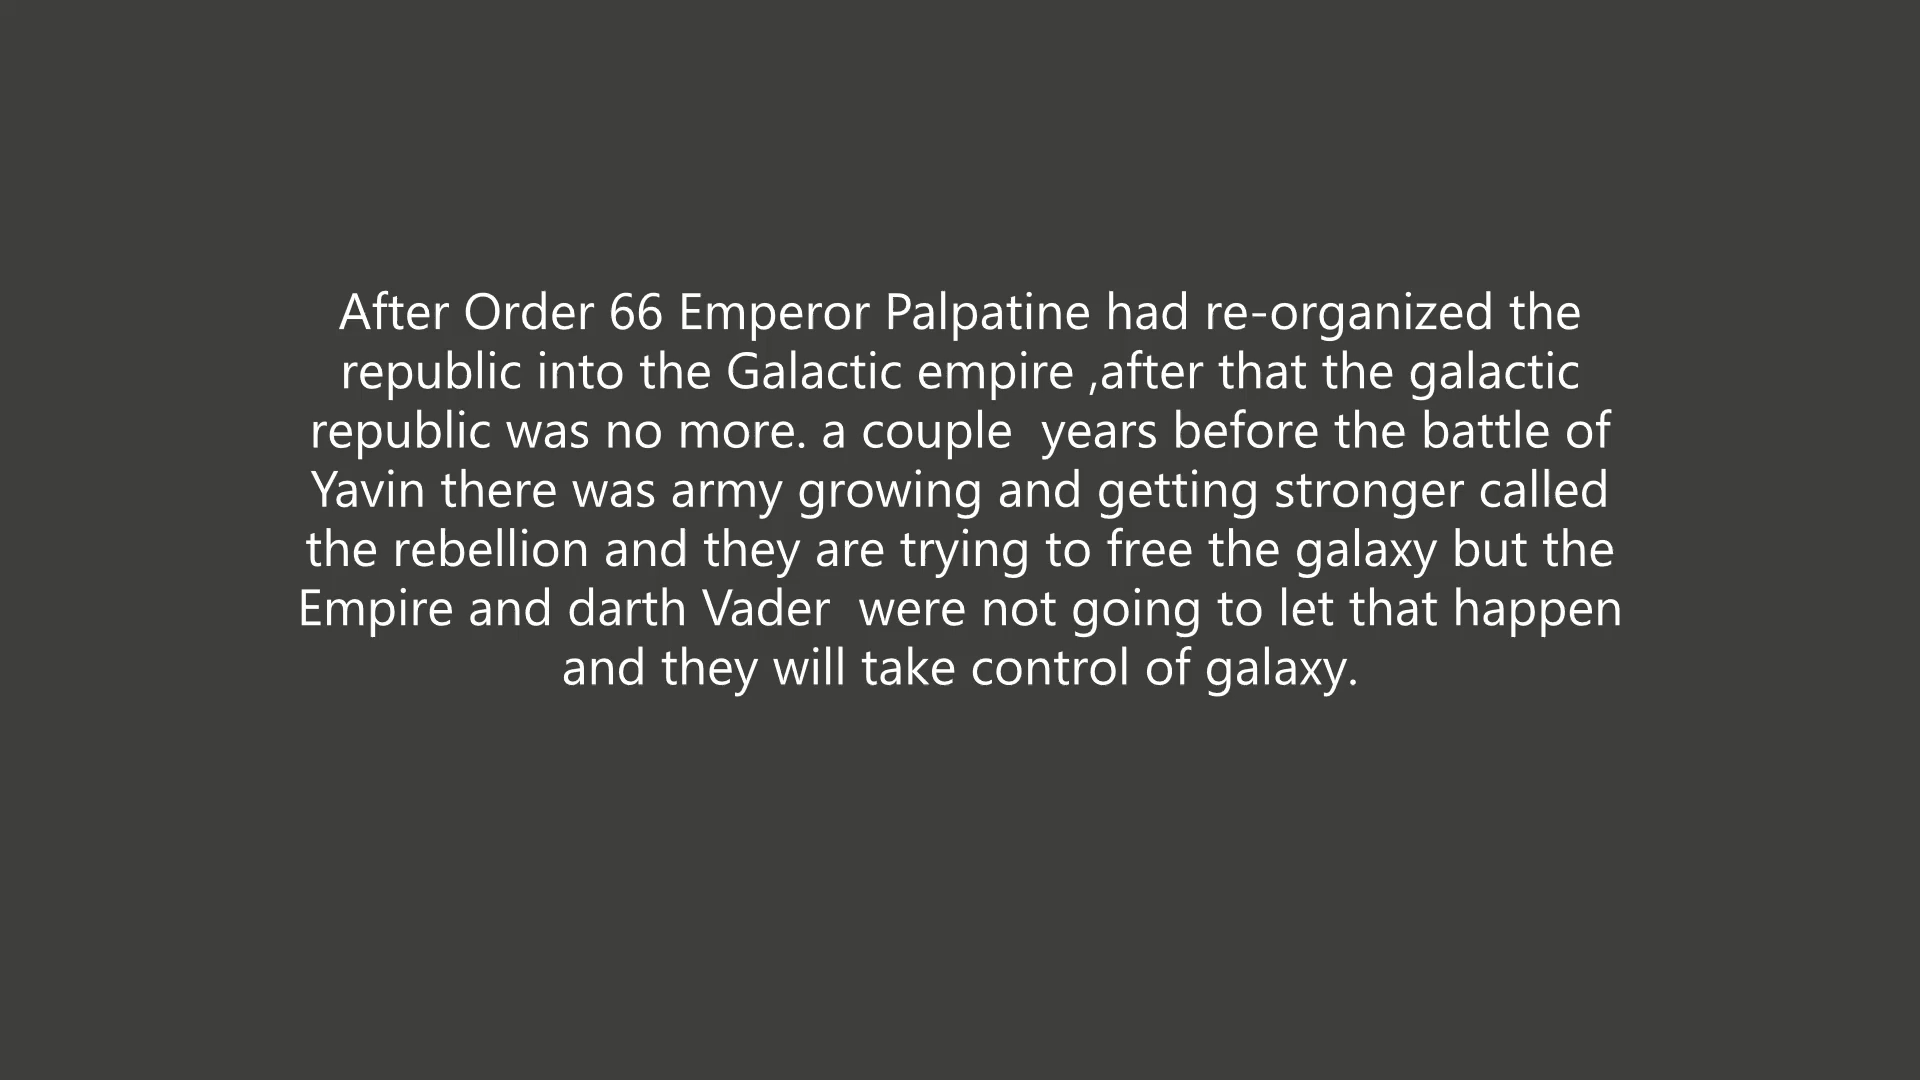 After Order 66 Emperor Palpatine had re-organized the
republic into the Galactic empire ,after that the galactic
republic was no more. a couple  years before the battle of
Yavin there was army growing and getting stronger called
the rebellion and they are trying to free the galaxy but the
Empire and darth Vader  were not going to let that happen
and they will take control of galaxy.